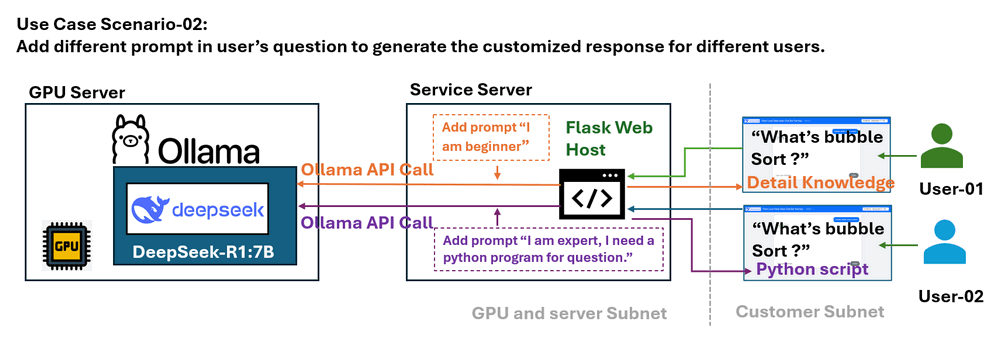 Use Case Scenario-02:
Add different prompt in user's question to generate the customized response for different users.
GPU Server
Service Server
Ollama
deepseek
DeepSeek-R1:7B
GPU
Ollama API Call
Ollama API Call
Add prompt “I
am beginner”
Flask Web
Host
</>
Add prompt “I am expert, I need a
python program for question.”
GPU and server Subnet
“What’s bubble
Sort ?”
Detail Knowledge
User-01
“What’s bubble
Sort ?”
Python script
User-02
Customer Subnet